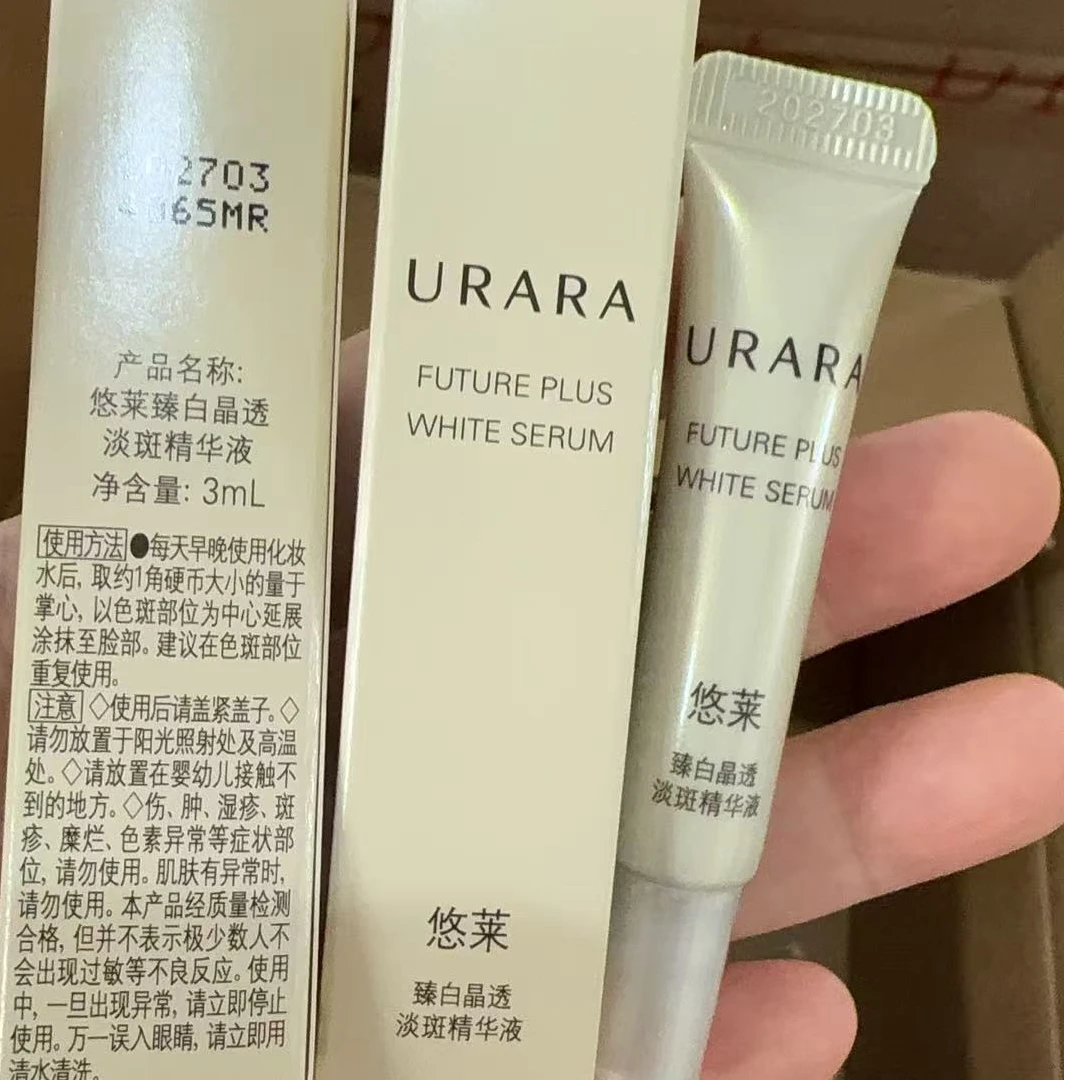 2703
65MR
产品名称:
悠莱臻白晶透
淡斑精华液
净含量: 3mL
使用方法●每天早晚使用化妆
水后, 取约1角硬币大小的量于
掌心, 以色斑部位为中心延展
涂抹至脸部。建议在色斑部位
重复使用。
注意◇使用后请盖紧盖子。◇
请勿放置于阳光照射处及高温
处。◇请放置在婴幼儿接触不
到的地方。◇伤、肿、湿疹、斑
疹、糜烂、色素异常等症状部
位, 请勿使用。肌肤有异常时,
请勿使用。本产品经质量检测
合格, 但并不表示极少数人不
会出现过敏等不良反应。使用
中, 一旦出现异常, 请立即停止
使用。万一误入眼睛, 请立即用
清水清洗。
URARA
FUTURE PLUS
WHITE SERUM
悠莱
臻白晶透
淡斑精华液
202703
URARA
FUTURE PLUS
WHITE SERUM
悠莱
臻白晶透
淡斑精华液